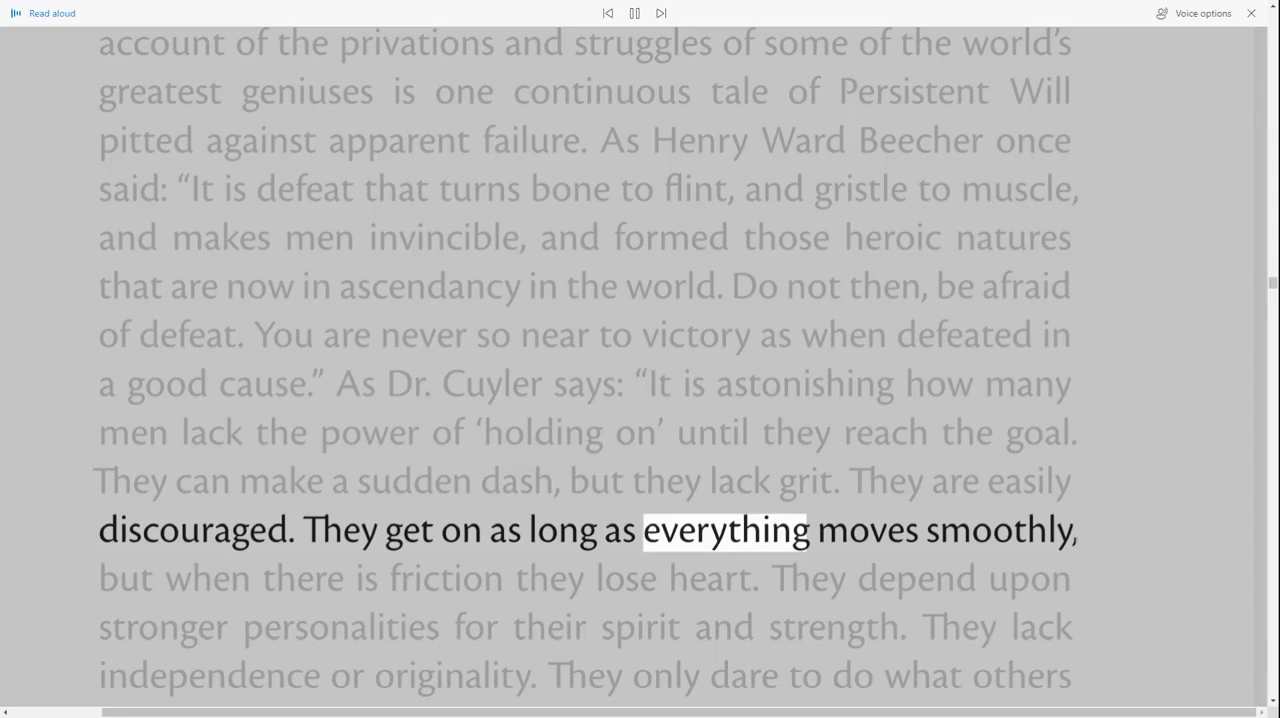 Read aloud
Voice options
account of the privations and struggles of some of the world’s
greatest geniuses is one continuous tale of Persistent Will
pitted against apparent failure. As Henry Ward Beecher once
said: “It is defeat that turns bone to flint, and gristle to muscle,
and makes men invincible, and formed those heroic natures
that are now in ascendancy in the world. Do not then, be afraid
of defeat. You are never so near to victory as when defeated in
a good cause.” As Dr. Cuyler says: “It is astonishing how many
men lack the power of ‘holding on’ until they reach the goal.
They can make a sudden dash, but they lack grit. They are easily
discouraged. They get on as long as everything moves smoothly,
but when there is friction they lose heart. They depend upon
stronger personalities for their spirit and strength. They lack
independence or originality. They only dare to do what others